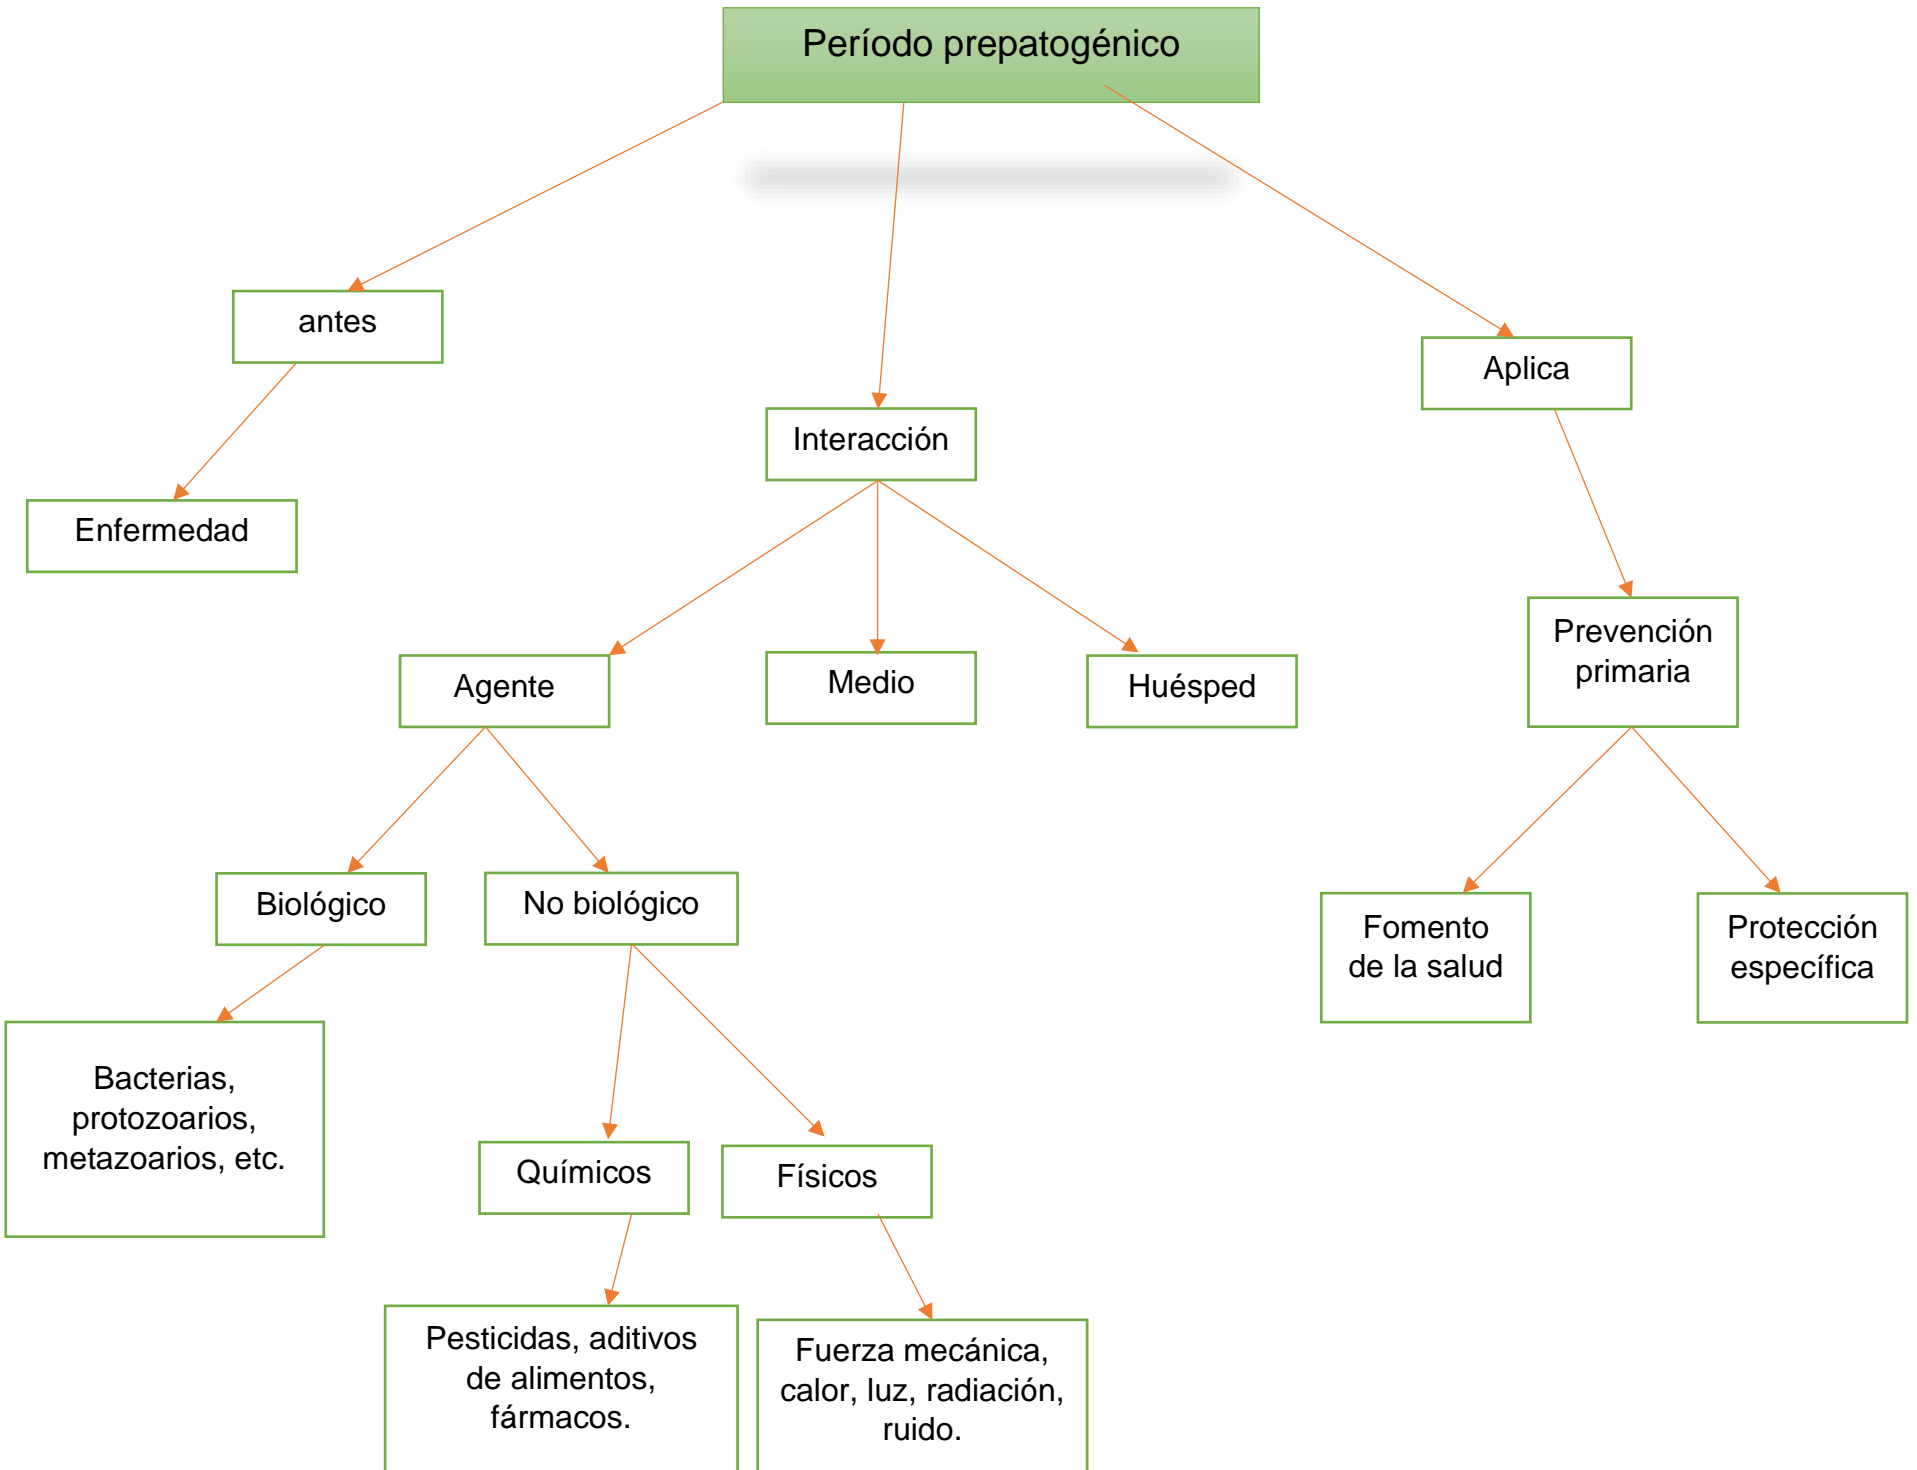 Período prepatogénico
antes
Aplica
Interacción
Enfermedad
Prevención
primaria
Agente
Medio
Huésped
Biológico
No biológico
Fomento
de la salud
Protección
específica
Bacterias,
protozoarios,
metazoarios, etc.
Químicos
Físicos
Pesticidas, aditivos
de alimentos,
fármacos.
Fuerza mecánica,
calor, luz, radiación,
ruido.